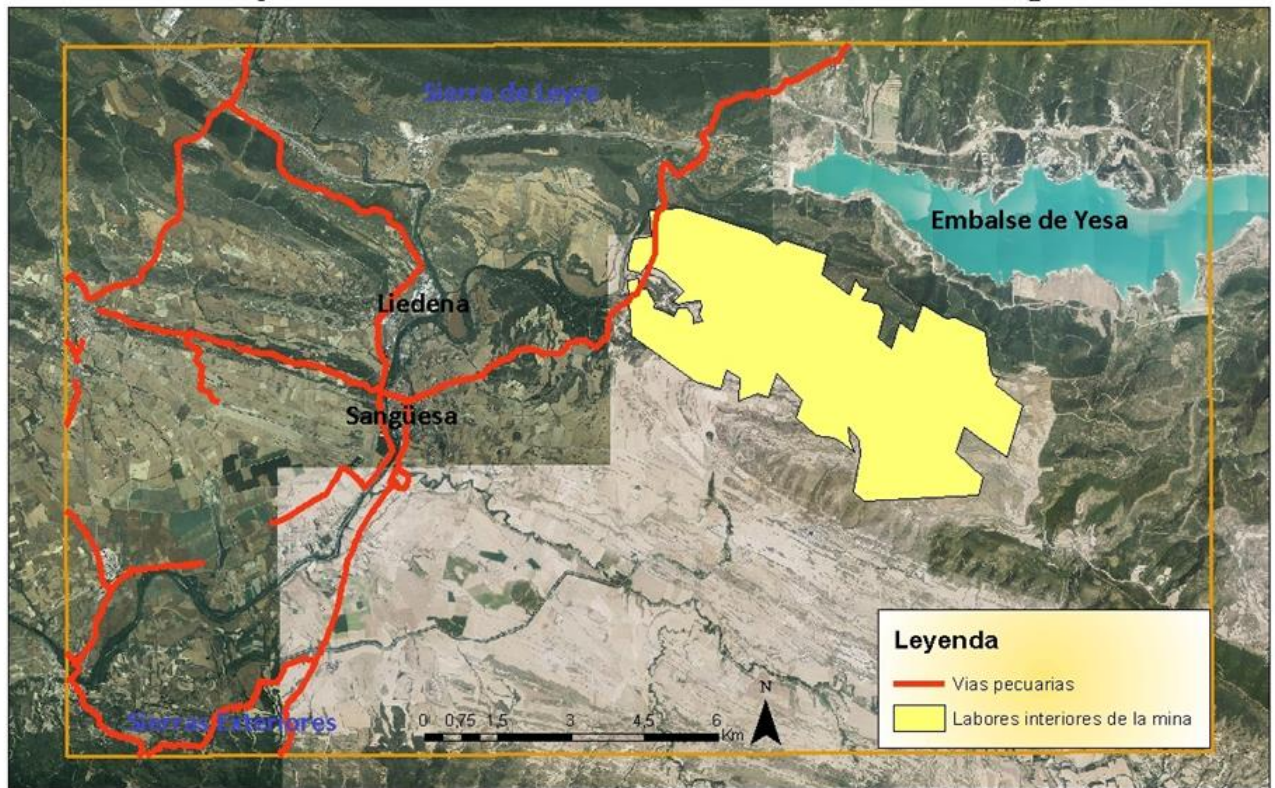 Sierra de Leyre
Embalse de Yesa
Liedena
Sangüesa
Sierras Exteriores
0 0,75 1,5 3 4,5 6
Km
N
Leyenda
Vias pecuarias
Labores interiores de la mina